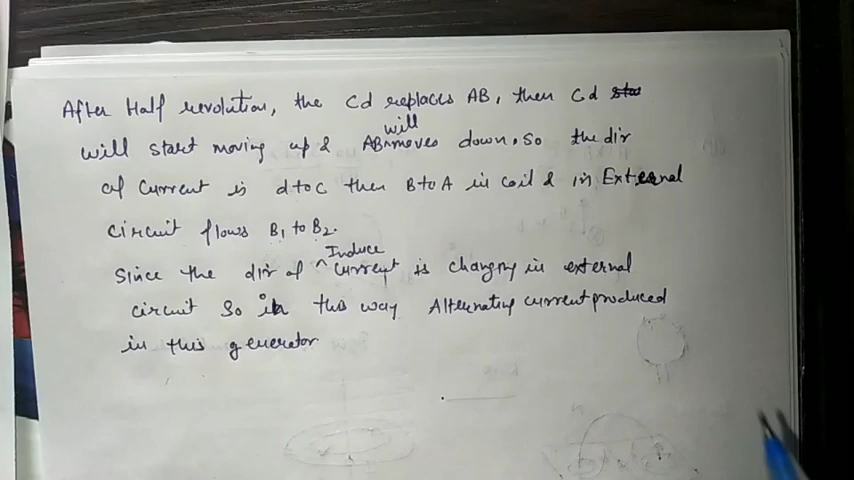 After Half revolution, the Cd replaces AB, then Cd
will start moving up & AB will moves down. So the dir
of Current is d to C then B to A in coil & in External
circuit flows B1 to B2.
Since the dir of Induce current is changing in external
circuit So in this way Alternating current produced
in this generator